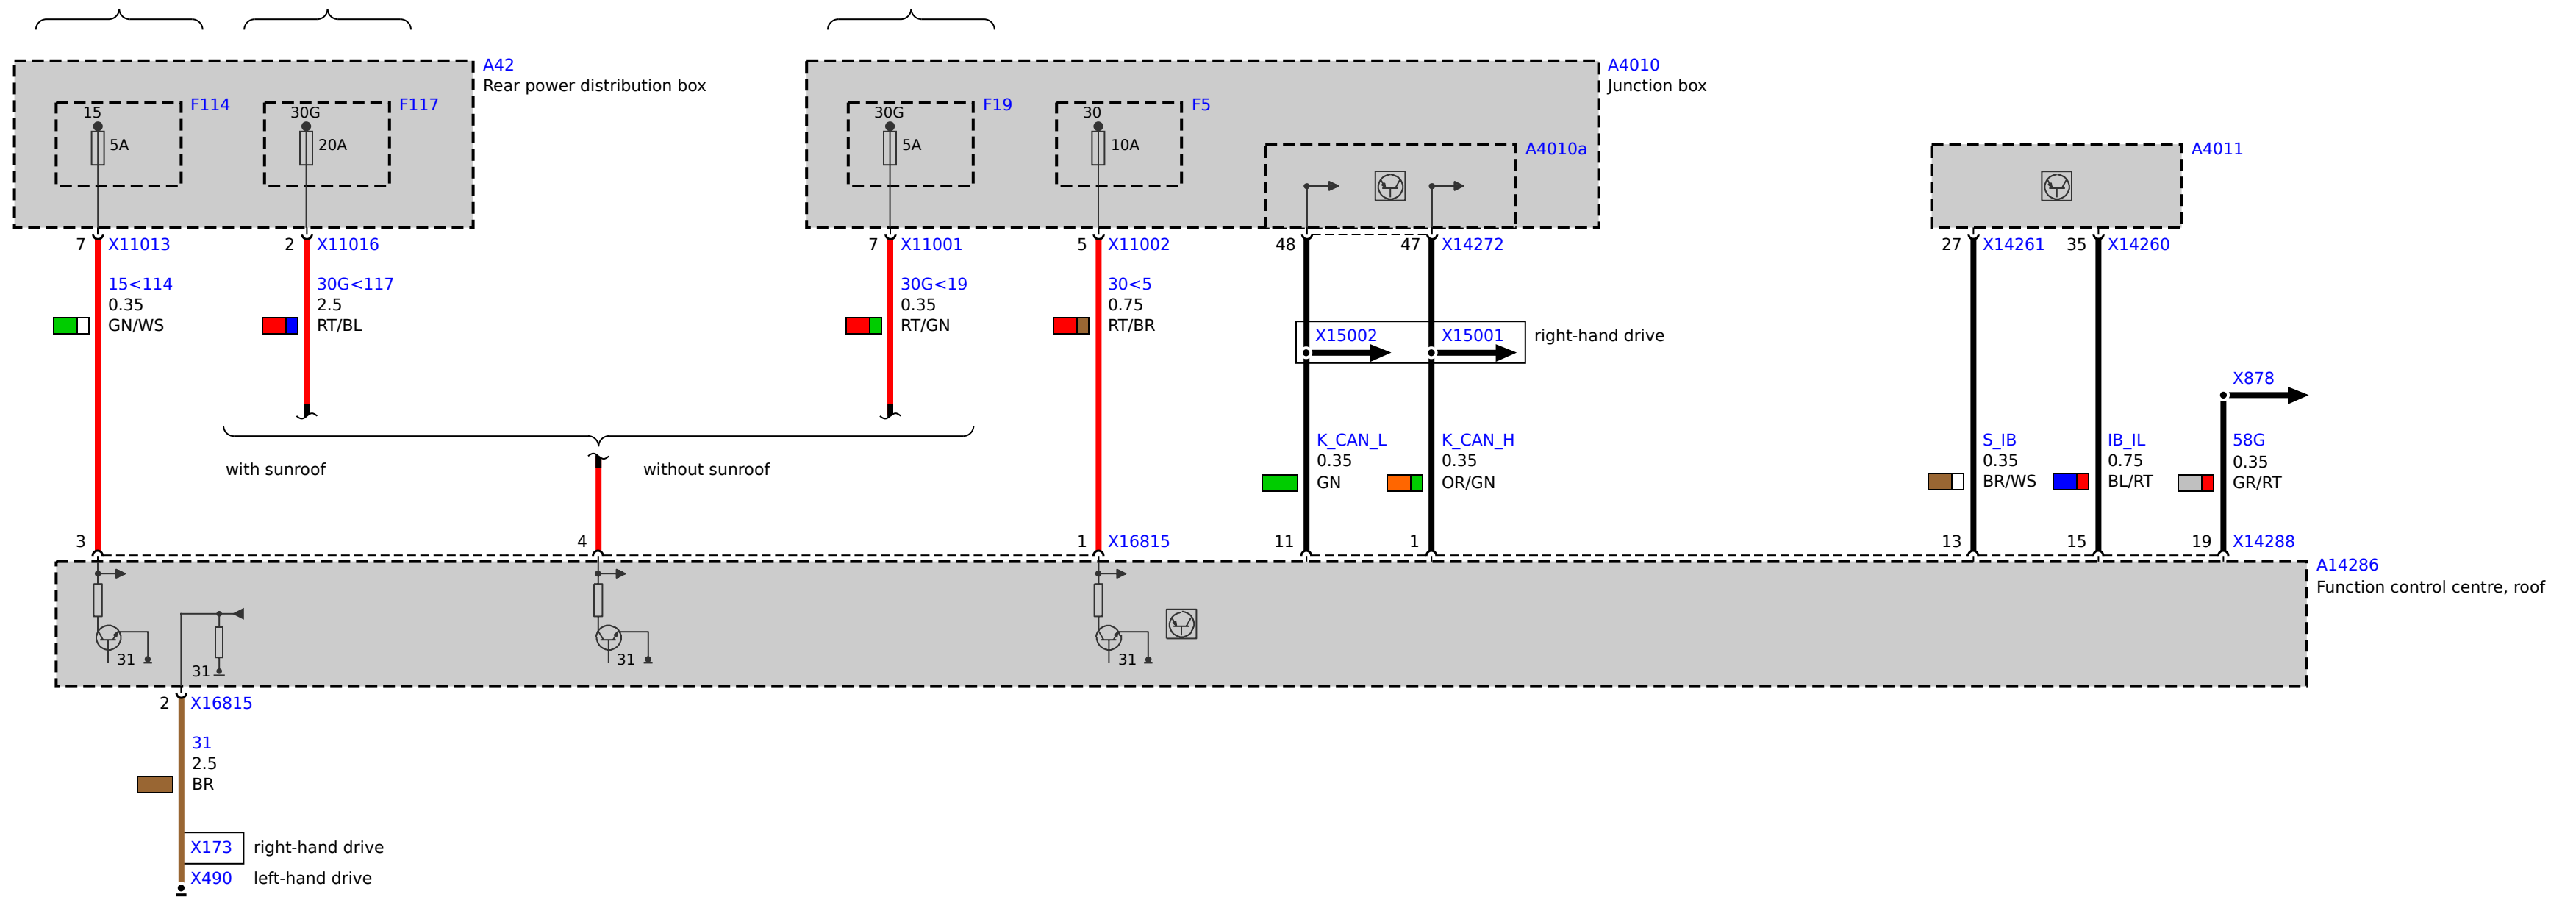 A42
Rear power distribution box
F114
15
5A
F117
30G
20A
A4010
Junction box
F19
30G
5A
F5
30
10A
A4010a
A4011
7 X11013
2 X11016
7 X11001
5 X11002
48
47 X14272
27 X14261
35 X14260
15<114
0.35
GN/WS
30G<117
2.5
RT/BL
30G<19
0.35
RT/GN
30<5
0.75
RT/BR
X15002
X15001
right-hand drive
X878
with sunroof
without sunroof
K_CAN_L
0.35
GN
K_CAN_H
0.35
OR/GN
S_IB
0.35
BR/WS
IB_IL
0.75
BL/RT
58G
0.35
GR/RT
3
4
1 X16815
11
1
13
15
19 X14288
A14286
Function control centre, roof
31
31
31
31
2 X16815
31
2.5
BR
X173 right-hand drive
X490 left-hand drive